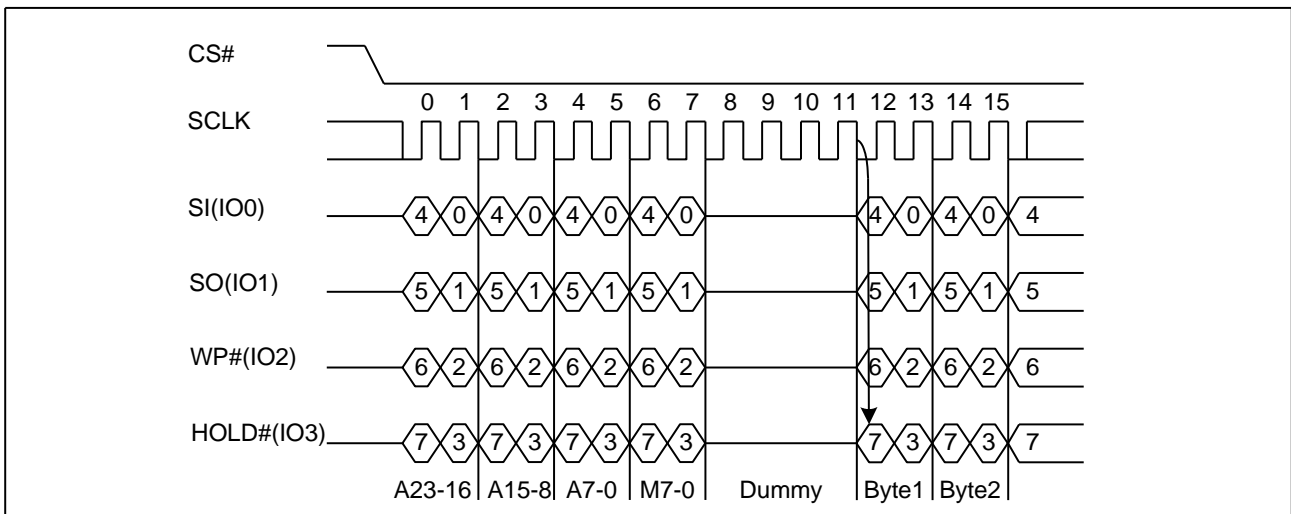 CS#
0 1 2 3 4 5 6 7 8 9 10 11 12 13 14 15
SCLK
SI(IO0) 4 0 4 0 4 0 4 0 4 0 4 0 4
SO(IO1) 5 1 5 1 5 1 5 1 5 1 5 1 5
WP#(IO2) 6 2 6 2 6 2 6 2 6 2 6 2 6
HOLD#(IO3) 7 3 7 3 7 3 7 3 7 3 7 3 7
A23-16 A15-8 A7-0 M7-0 Dummy Byte1 Byte2